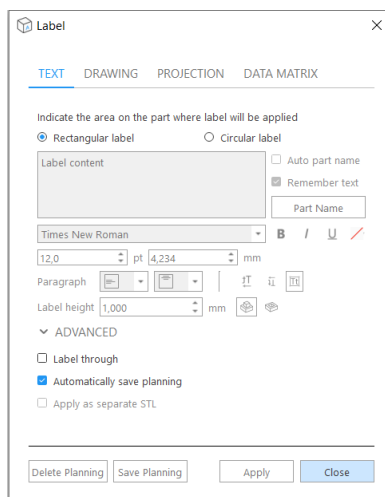 Label
TEXT DRAWING PROJECTION DATA MATRIX
Indicate the area on the part where label will be applied
Rectangular label Circular label
Label content
Auto part name
Remember text
Part Name
Times New Roman B I U
12,0 pt 4,234 mm
Paragraph
Label height 1,000 mm
ADVANCED
Label through
Automatically save planning
Apply as separate STL
Delete Planning Save Planning Apply Close